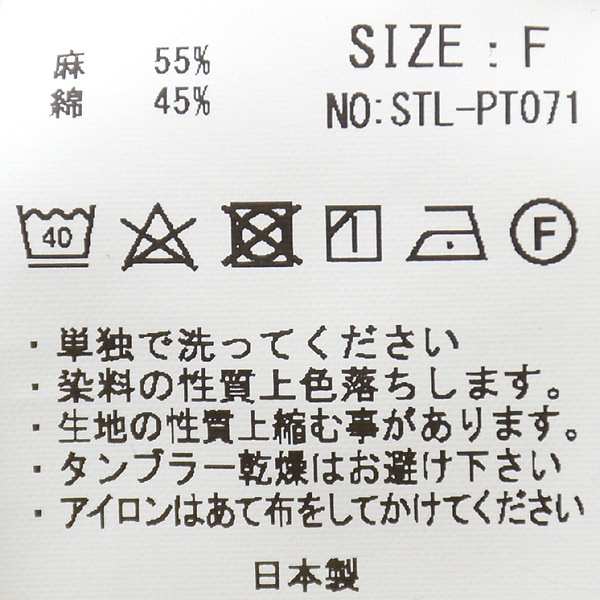 麻 55%
綿 45%
SIZE : F
NO:STL-PT071
40
F
・単独で洗ってください
・染料の性質上色落ちします。
・生地の性質上縮む事があります。
・タンブラー乾燥はお避け下さい
・アイロンはあて布をしてかけてください
日本製